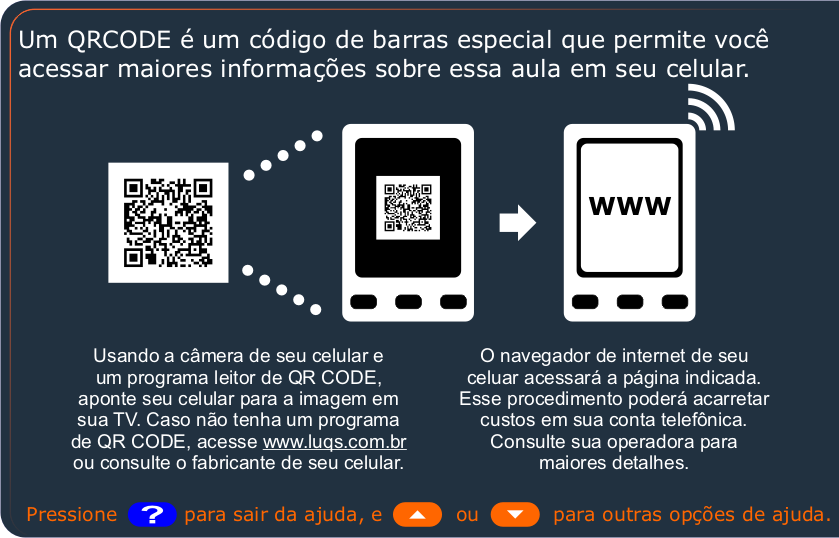 Um QRCODE é um código de barras especial que permite você
acessar maiores informações sobre essa aula em seu celular.
www
Usando a câmera de seu celular e
um programa leitor de QR CODE,
aponte seu celular para a imagem em
sua TV. Caso não tenha um programa
de QR CODE, acesse www.luqs.com.br
ou consulte o fabricante de seu celular.
O navegador de internet de seu
celuar acessará a página indicada.
Esse procedimento poderá acarretar
custos em sua conta telefônica.
Consulte sua operadora para
maiores detalhes.
Pressione ? para sair da ajuda, e ou para outras opções de ajuda.